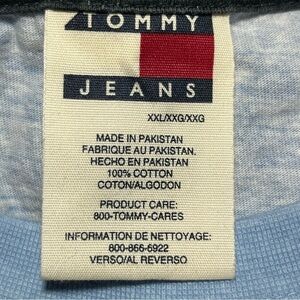 TOMMY
JEANS
XXL/XXG/XXG
MADE IN PAKISTAN
FABRIQUE AU PAKISTAN.
HECHO EN PAKISTAN
100% COTTON
COTON/ALGODON
PRODUCT CARE:
800-TOMMY-CARES
INFORMATION DE NETTOYAGE:
800-866-6922
VERSO/AL REVERSO